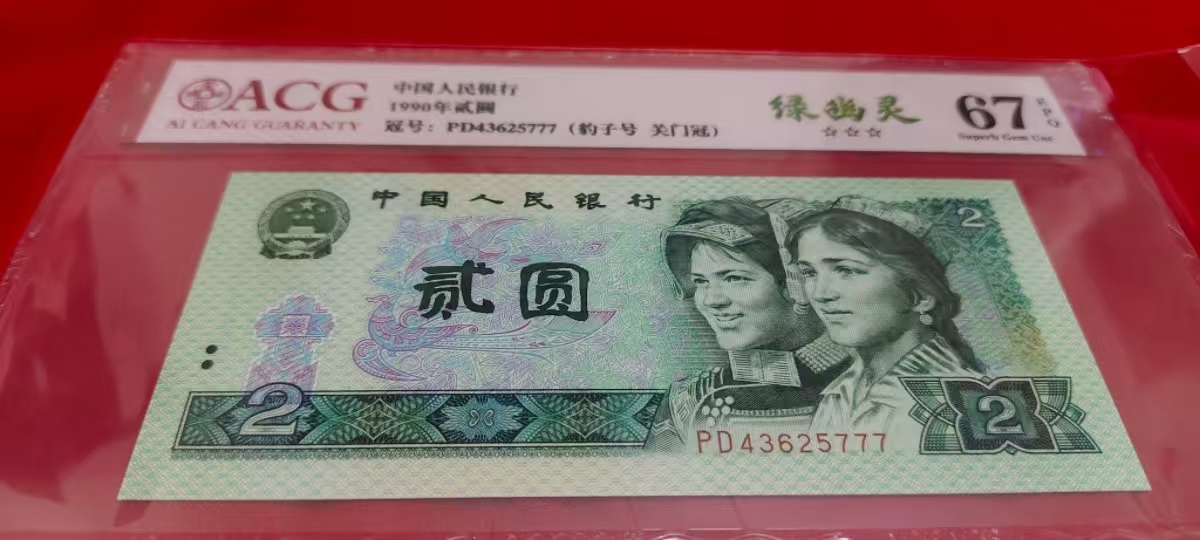 ACG
AI CANG GUARANTY
中国人民银行
1990年贰圆
冠号：PD43625777（豹子号 关门冠）
绿幽灵
☆☆☆
67
EPQ
Superb Gem Unc
中国人民银行
2
贰圆
2
2
PD43625777